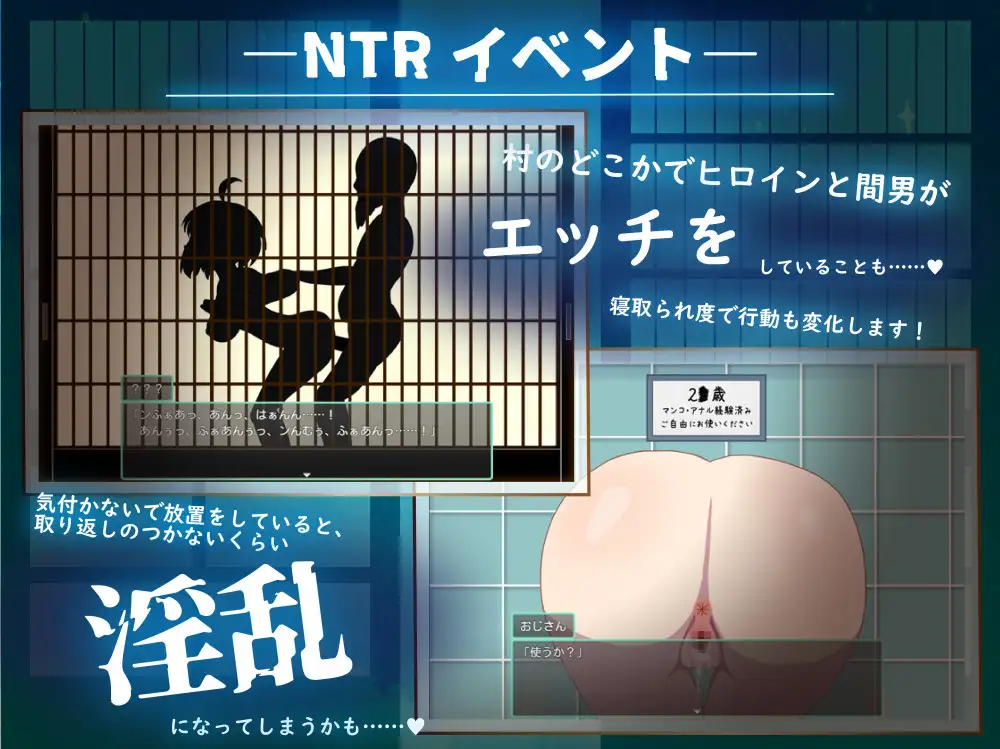 NTRイベント
村のどこかでヒロインと間男が
エッチを
していることも……♥
寝取られ度で行動も変化します！
？？？
「ンふぁあっ、あんっ、はぁんん……！
あんぅっ、ふぁあんぅっ、ンんむぅ、ふぁあんっ……！」
気付かないで放置をしていると、
取り返しのつかないくらい
淫乱
になってしまうかも……♥
歳
マンコ・アナル経験済み
ご自由にお使いください
おじさん
「使うか？」